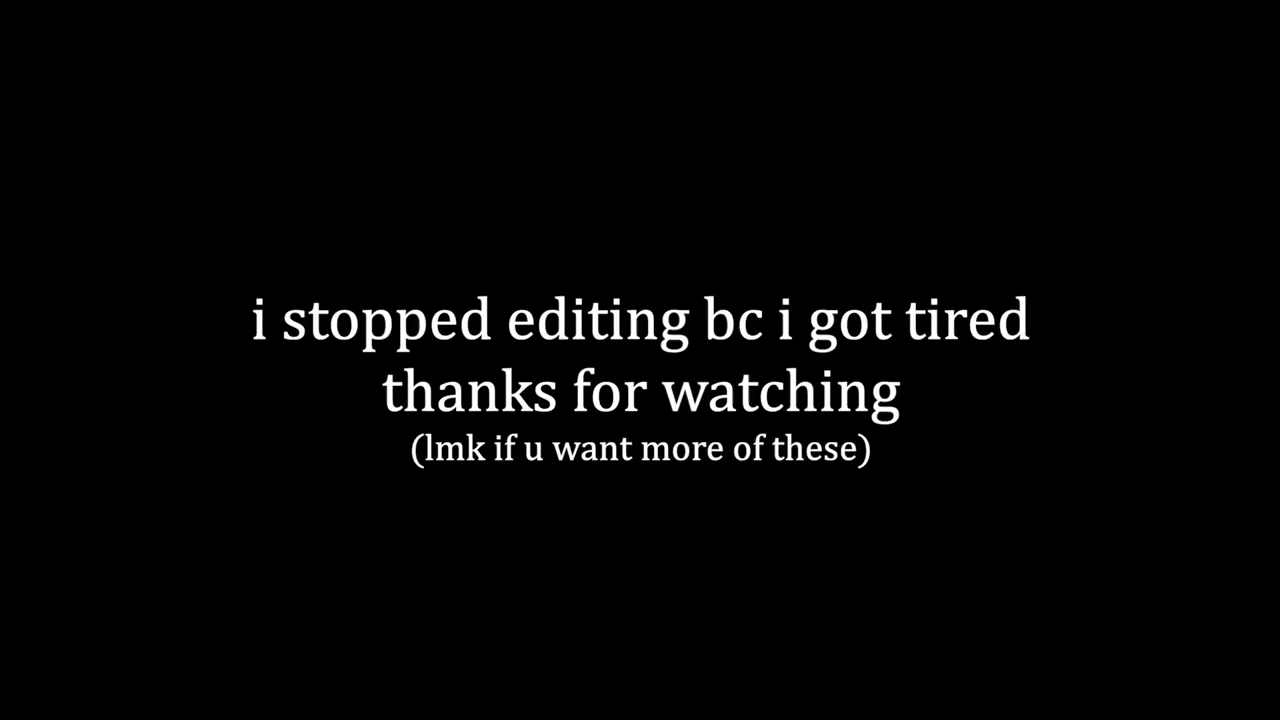 i stopped editing bc i got tired
thanks for watching
(lmk if u want more of these)